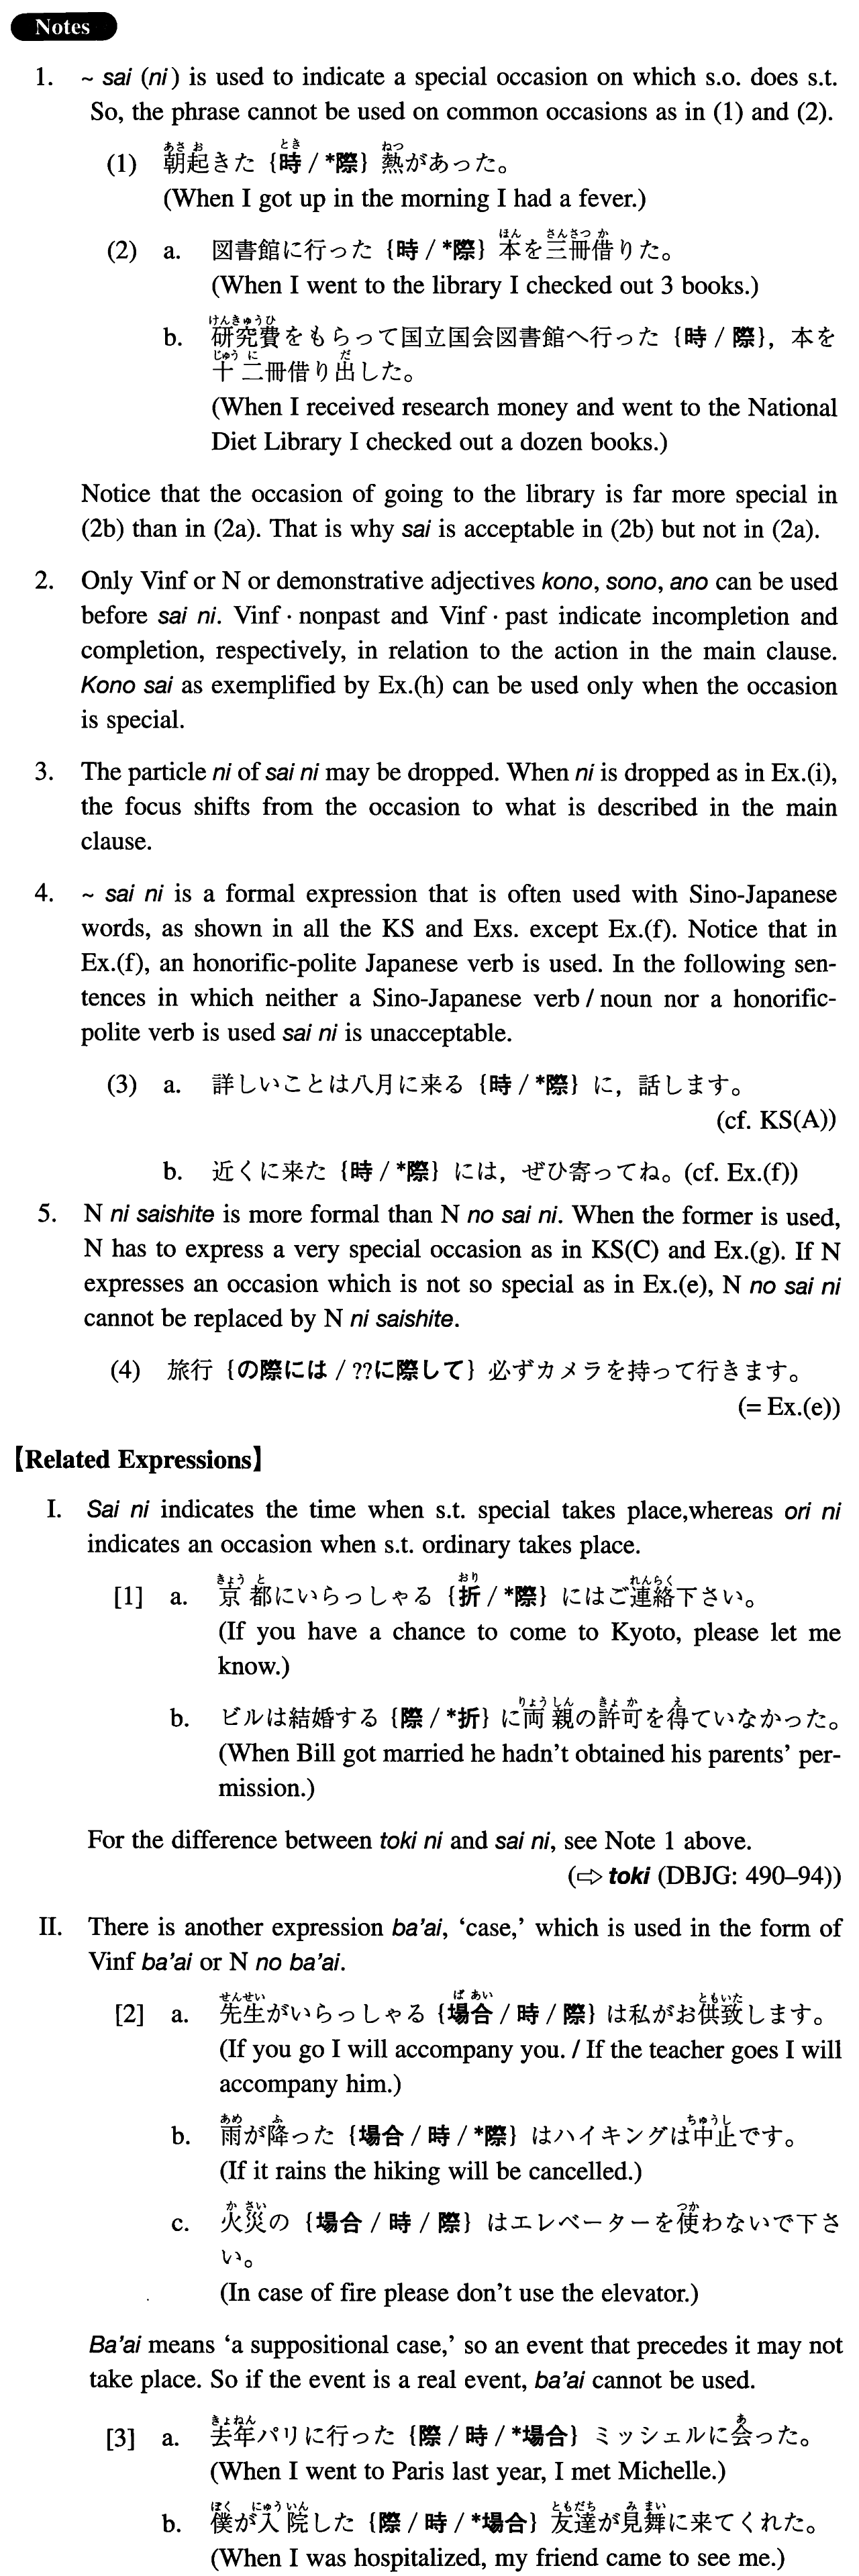 Notes
1. ~ sai (ni) is used to indicate a special occasion on which s.o. does s.t.
So, the phrase cannot be used on common occasions as in (1) and (2).
(1) 朝起きた {時 / *際} 熱があった。
(When I got up in the morning I had a fever.)
(2) a. 図書館に行った {時 / *際} 本を三冊借りた。
(When I went to the library I checked out 3 books.)
b. 研究費をもらって国立国会図書館へ行った {時 / 際}, 本を
十二冊借り出した。
(When I received research money and went to the National
Diet Library I checked out a dozen books.)
Notice that the occasion of going to the library is far more special in
(2b) than in (2a). That is why sai is acceptable in (2b) but not in (2a).
2. Only Vinf or N or demonstrative adjectives kono, sono, ano can be used
before sai ni. Vinf · nonpast and Vinf · past indicate incompletion and
completion, respectively, in relation to the action in the main clause.
Kono sai as exemplified by Ex.(h) can be used only when the occasion
is special.
3. The particle ni of sai ni may be dropped. When ni is dropped as in Ex.(i),
the focus shifts from the occasion to what is described in the main
clause.
4. ~ sai ni is a formal expression that is often used with Sino-Japanese
words, as shown in all the KS and Exs. except Ex.(f). Notice that in
Ex.(f), an honorific-polite Japanese verb is used. In the following sen-
tences in which neither a Sino-Japanese verb / noun nor a honorific-
polite verb is used sai ni is unacceptable.
(3) a. 詳しいことは八月に来る {時 / *際} に, 話します。
(cf. KS(A))
b. 近くに来た {時 / *際} には, ぜひ寄ってね。(cf. Ex.(f))
5. N ni saishite is more formal than N no sai ni. When the former is used,
N has to express a very special occasion as in KS(C) and Ex.(g). If N
expresses an occasion which is not so special as in Ex.(e), N no sai ni
cannot be replaced by N ni saishite.
(4) 旅行 {の際には / ??に際して} 必ずカメラを持って行きます。
(= Ex.(e))
【Related Expressions】
I. Sai ni indicates the time when s.t. special takes place,whereas ori ni
indicates an occasion when s.t. ordinary takes place.
[1] a. 京都にいらっしゃる {折 / *際} にはご連絡下さい。
(If you have a chance to come to Kyoto, please let me
know.)
b. ビルは結婚する {際 / *折} に両親の許可を得ていなかった。
(When Bill got married he hadn't obtained his parents' per-
mission.)
For the difference between toki ni and sai ni, see Note 1 above.
(⇨ toki (DBJG: 490–94))
II. There is another expression ba'ai, 'case,' which is used in the form of
Vinf ba'ai or N no ba'ai.
[2] a. 先生がいらっしゃる {場合 / 時 / 際} は私がお供致します。
(If you go I will accompany you. / If the teacher goes I will
accompany him.)
b. 雨が降った {場合 / 時 / *際} はハイキングは中止です。
(If it rains the hiking will be cancelled.)
c. 火災の {場合 / 時 / 際} はエレベーターを使わないで下さ
い。
(In case of fire please don't use the elevator.)
Ba'ai means 'a suppositional case,' so an event that precedes it may not
take place. So if the event is a real event, ba'ai cannot be used.
[3] a. 去年パリに行った {際 / 時 / *場合} ミッシェルに会った。
(When I went to Paris last year, I met Michelle.)
b. 僕が入院した {際 / 時 / *場合} 友達が見舞に来てくれた。
(When I was hospitalized, my friend came to see me.)